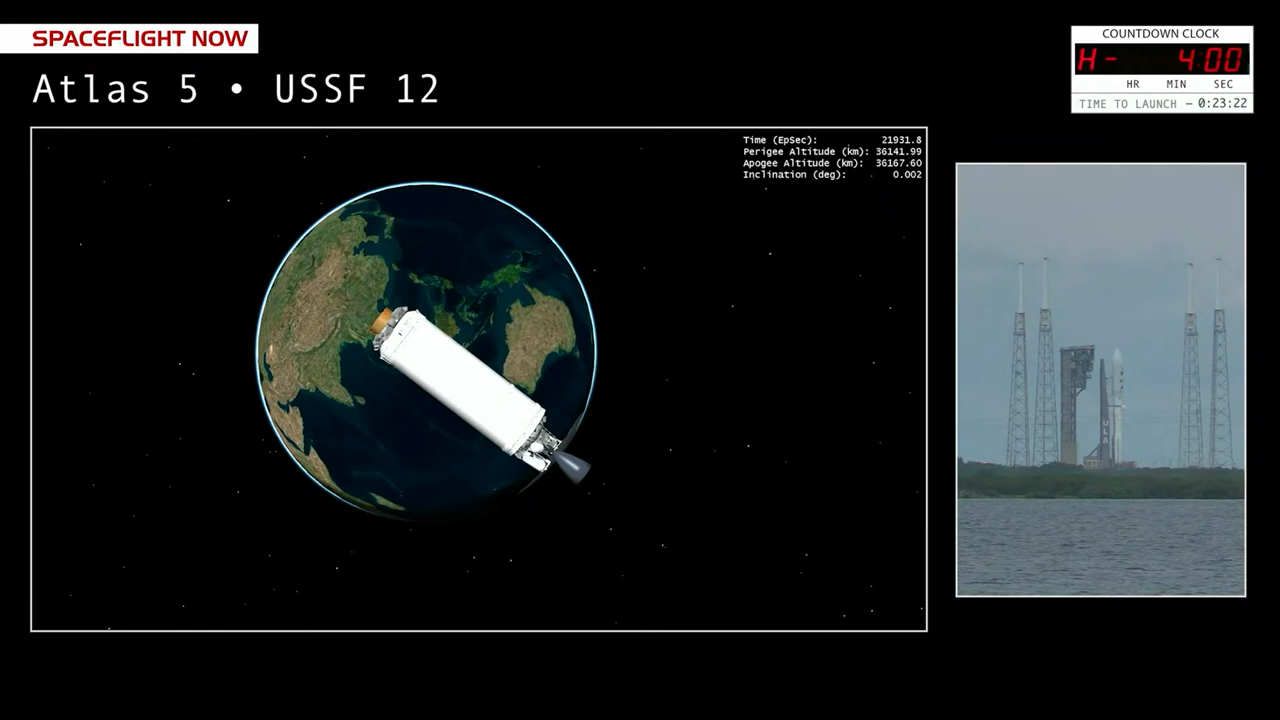 SPACEFLIGHT NOW
Atlas 5 • USSF 12
COUNTDOWN CLOCK
H- 4:00
HR MIN SEC
TIME TO LAUNCH – 0:23:22
Time (EpSec): 21931.8
Perigee Altitude (km): 36141.99
Apogee Altitude (km): 36167.60
Inclination (deg): 0.002
ULA